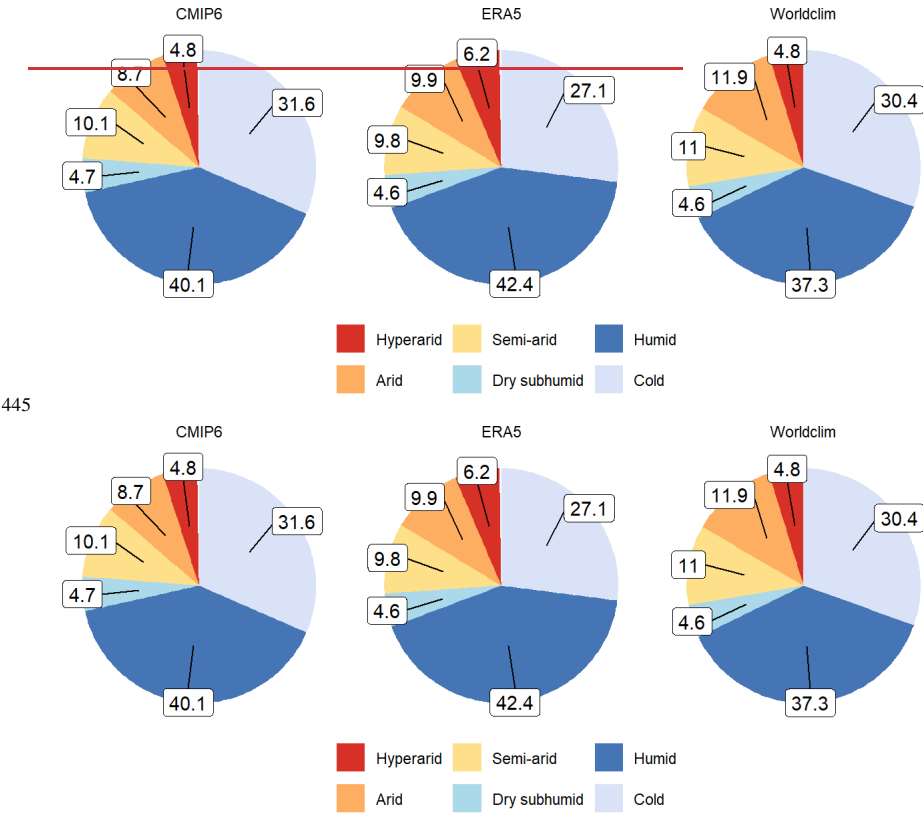 CMIP6 ERA5 Worldclim
4.8 6.2 4.8
8.7 9.9 11.9
31.6 27.1 30.4
10.1 9.8 11
4.7 4.6 4.6
40.1 42.4 37.3
Hyperarid Semi-arid Humid
Arid Dry subhumid Cold
445
CMIP6 ERA5 Worldclim
4.8 6.2 4.8
8.7 9.9 11.9
31.6 27.1 30.4
10.1 9.8 11
4.7 4.6 4.6
40.1 42.4 37.3
Hyperarid Semi-arid Humid
Arid Dry subhumid Cold